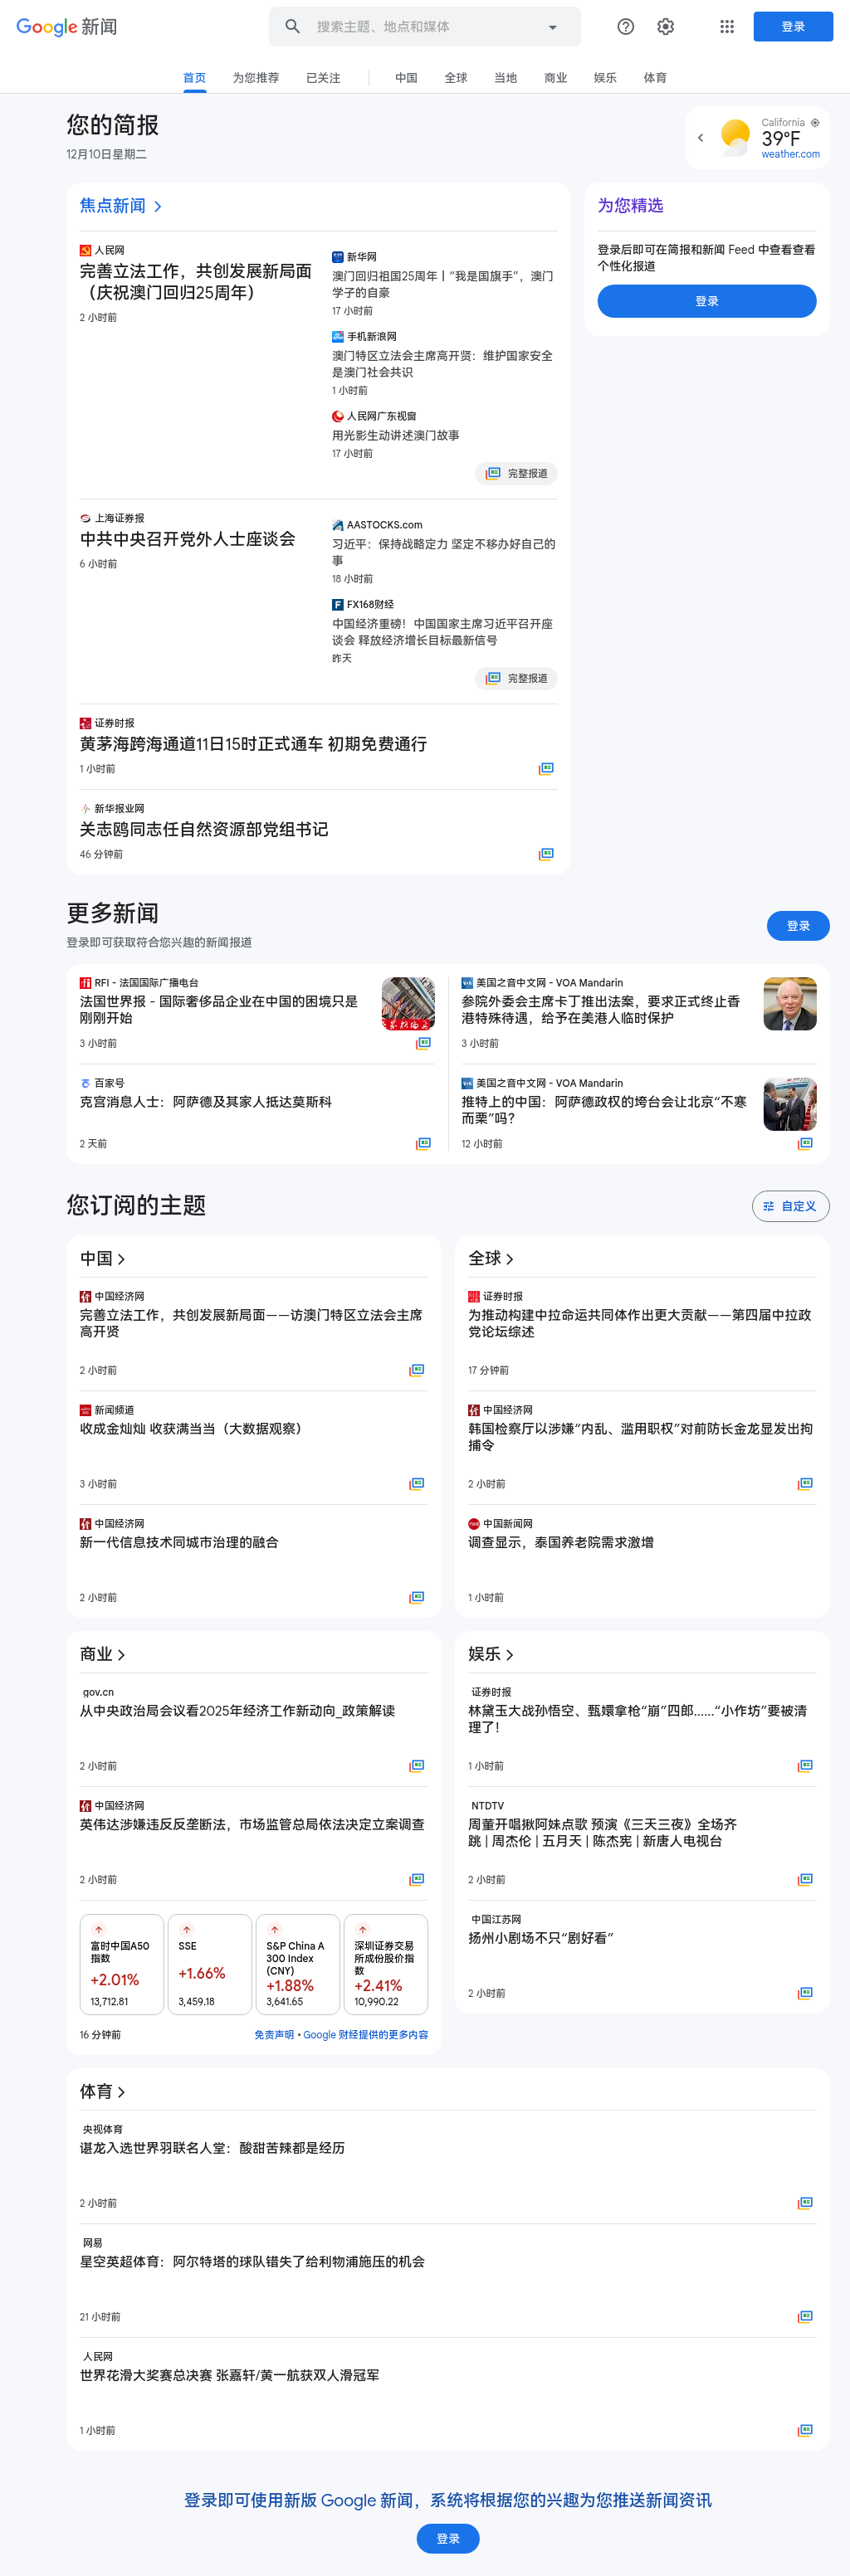 Google 新闻
搜索主题、地点和媒体
登录
首页
为您推荐
已关注
中国
全球
当地
商业
娱乐
体育
您的简报
12月10日星期二
California
39°F
weather.com
焦点新闻
人民网
完善立法工作，共创发展新局面
（庆祝澳门回归25周年）
2 小时前
新华网
澳门回归祖国25周年丨“我是国旗手”，澳门
学子的自豪
17 小时前
手机新浪网
澳门特区立法会主席高开贤：维护国家安全
是澳门社会共识
1 小时前
人民网广东视窗
用光影生动讲述澳门故事
17 小时前
完整报道
上海证券报
中共中央召开党外人士座谈会
6 小时前
AASTOCKS.com
习近平：保持战略定力 坚定不移办好自己的
事
18 小时前
FX168财经
中国经济重磅！中国国家主席习近平召开座
谈会 释放经济增长目标最新信号
昨天
完整报道
证券时报
黄茅海跨海通道11日15时正式通车 初期免费通行
1 小时前
新华报业网
关志鸥同志任自然资源部党组书记
46 分钟前
为您精选
登录后即可在简报和新闻 Feed 中查看查看
个性化报道
登录
更多新闻
登录即可获取符合您兴趣的新闻报道
登录
RFI - 法国国际广播电台
法国世界报 - 国际奢侈品企业在中国的困境只是
刚刚开始
3 小时前
百家号
克宫消息人士：阿萨德及其家人抵达莫斯科
2 天前
美国之音中文网 - VOA Mandarin
参院外委会主席卡丁推出法案，要求正式终止香
港特殊待遇，给予在美港人临时保护
3 小时前
美国之音中文网 - VOA Mandarin
推特上的中国：阿萨德政权的垮台会让北京“不寒
而栗”吗？
12 小时前
您订阅的主题
自定义
中国
中国经济网
完善立法工作，共创发展新局面——访澳门特区立法会主席
高开贤
2 小时前
新闻频道
收成金灿灿 收获满当当（大数据观察）
3 小时前
中国经济网
新一代信息技术同城市治理的融合
2 小时前
全球
证券时报
为推动构建中拉命运共同体作出更大贡献——第四届中拉政
党论坛综述
17 分钟前
中国经济网
韩国检察厅以涉嫌“内乱、滥用职权”对前防长金龙显发出拘
捕令
2 小时前
中国新闻网
调查显示，泰国养老院需求激增
1 小时前
商业
gov.cn
从中央政治局会议看2025年经济工作新动向_政策解读
2 小时前
中国经济网
英伟达涉嫌违反反垄断法，市场监管总局依法决定立案调查
2 小时前
富时中国A50
指数
+2.01%
13,712.81
SSE
+1.66%
3,459.18
S&P China A
300 Index
(CNY)
+1.88%
3,641.65
深圳证券交易
所成份股价指
数
+2.41%
10,990.22
16 分钟前
免责声明 • Google 财经提供的更多内容
娱乐
证券时报
林黛玉大战孙悟空、甄嬛拿枪“崩”四郎……“小作坊”要被清
理了！
1 小时前
NTDTV
周董开唱揪阿妹点歌 预演《三天三夜》全场齐
跳 | 周杰伦 | 五月天 | 陈杰宪 | 新唐人电视台
2 小时前
中国江苏网
扬州小剧场不只“剧好看”
2 小时前
体育
央视体育
谌龙入选世界羽联名人堂：酸甜苦辣都是经历
2 小时前
网易
星空英超体育：阿尔特塔的球队错失了给利物浦施压的机会
21 小时前
人民网
世界花滑大奖赛总决赛 张嘉轩/黄一航获双人滑冠军
1 小时前
登录即可使用新版 Google 新闻，系统将根据您的兴趣为您推送新闻资讯
登录